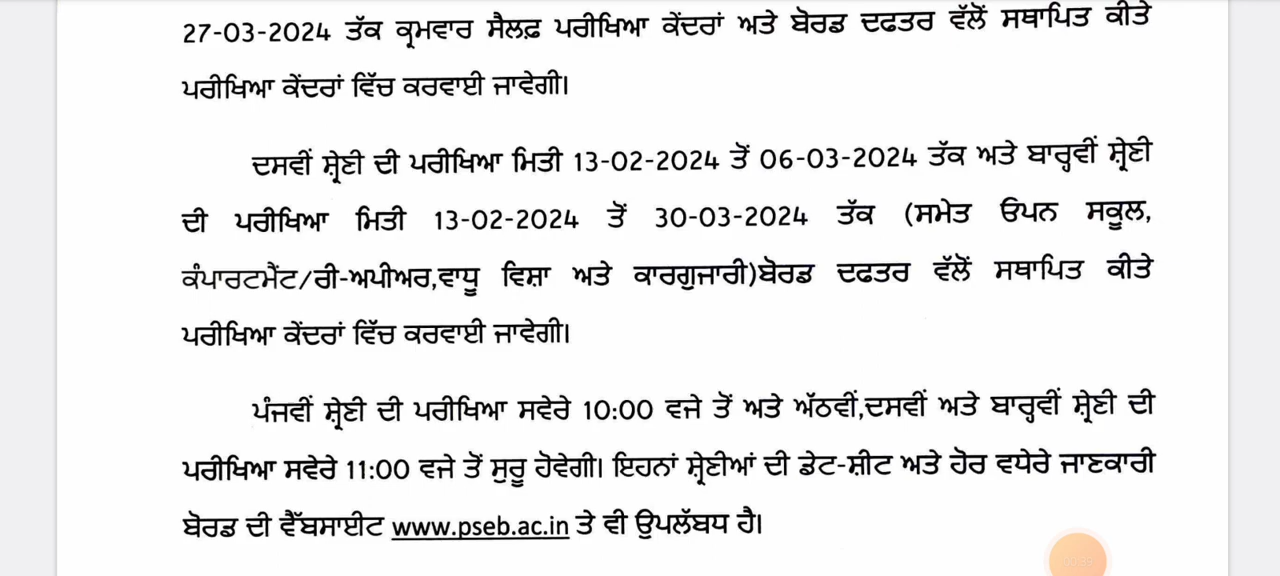 27-03-2024 ਤੱਕ ਕ੍ਰਮਵਾਰ ਸੈਲਫ਼ ਪਰੀਖਿਆ ਕੇਂਦਰਾਂ ਅਤੇ ਬੋਰਡ ਦਫਤਰ ਵੱਲੋਂ ਸਥਾਪਿਤ ਕੀਤੇ
ਪਰੀਖਿਆ ਕੇਂਦਰਾਂ ਵਿੱਚ ਕਰਵਾਈ ਜਾਵੇਗੀ।
ਦਸਵੀਂ ਸ਼੍ਰੇਣੀ ਦੀ ਪਰੀਖਿਆ ਮਿਤੀ 13-02-2024 ਤੋਂ 06-03-2024 ਤੱਕ ਅਤੇ ਬਾਰ੍ਹਵੀਂ ਸ਼੍ਰੇਣੀ
ਦੀ ਪਰੀਖਿਆ ਮਿਤੀ 13-02-2024 ਤੋਂ 30-03-2024 ਤੱਕ (ਸਮੇਤ ਓਪਨ ਸਕੂਲ,
ਕੰਪਾਰਟਮੈਂਟ/ਰੀ-ਅਪੀਅਰ,ਵਾਧੂ ਵਿਸ਼ਾ ਅਤੇ ਕਾਰਗੁਜਾਰੀ)ਬੋਰਡ ਦਫਤਰ ਵੱਲੋਂ ਸਥਾਪਿਤ ਕੀਤੇ
ਪਰੀਖਿਆ ਕੇਂਦਰਾਂ ਵਿੱਚ ਕਰਵਾਈ ਜਾਵੇਗੀ।
ਪੰਜਵੀਂ ਸ਼੍ਰੇਣੀ ਦੀ ਪਰੀਖਿਆ ਸਵੇਰੇ 10:00 ਵਜੇ ਤੋਂ ਅਤੇ ਅੱਠਵੀਂ,ਦਸਵੀਂ ਅਤੇ ਬਾਰ੍ਹਵੀਂ ਸ਼੍ਰੇਣੀ ਦੀ
ਪਰੀਖਿਆ ਸਵੇਰੇ 11:00 ਵਜੇ ਤੋਂ ਸ਼ੁਰੂ ਹੋਵੇਗੀ। ਇਹਨਾਂ ਸ਼੍ਰੇਣੀਆਂ ਦੀ ਡੇਟ-ਸ਼ੀਟ ਅਤੇ ਹੋਰ ਵਧੇਰੇ ਜਾਣਕਾਰੀ
ਬੋਰਡ ਦੀ ਵੈੱਬਸਾਈਟ www.pseb.ac.in ਤੇ ਵੀ ਉਪਲੱਬਧ ਹੈ।